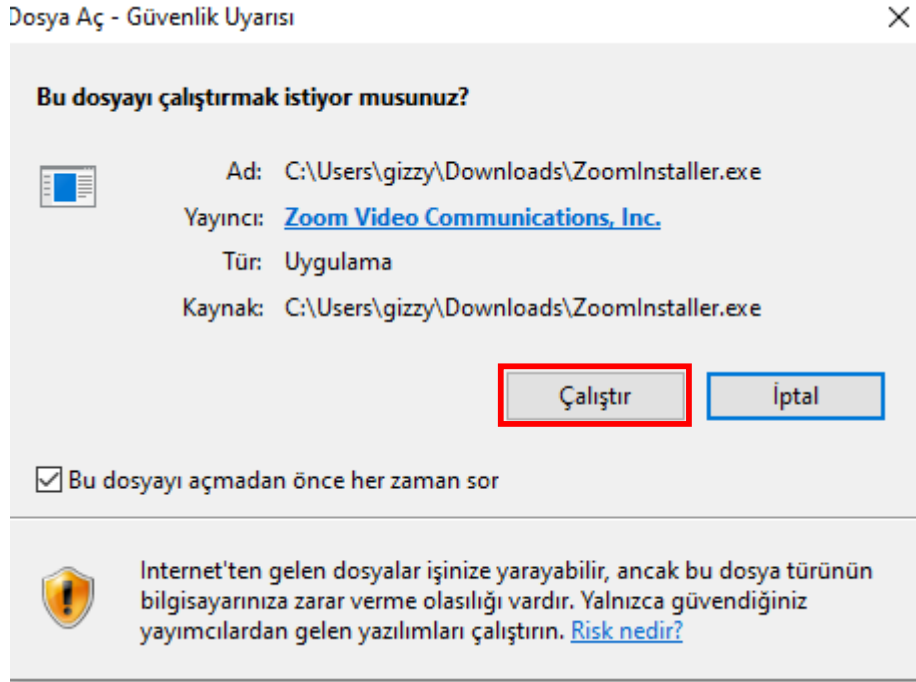 Dosya Aç - Güvenlik Uyarısı
Bu dosyayı çalıştırmak istiyor musunuz?
Ad: C:\Users\gizzy\Downloads\ZoomInstaller.exe
Yayıncı: Zoom Video Communications, Inc.
Tür: Uygulama
Kaynak: C:\Users\gizzy\Downloads\ZoomInstaller.exe
Çalıştır İptal
Bu dosyayı açmadan önce her zaman sor
Internet'ten gelen dosyalar işinize yarayabilir, ancak bu dosya türünün
bilgisayarınıza zarar verme olasılığı vardır. Yalnızca güvendiğiniz
yayımcılardan gelen yazılımları çalıştırın. Risk nedir?